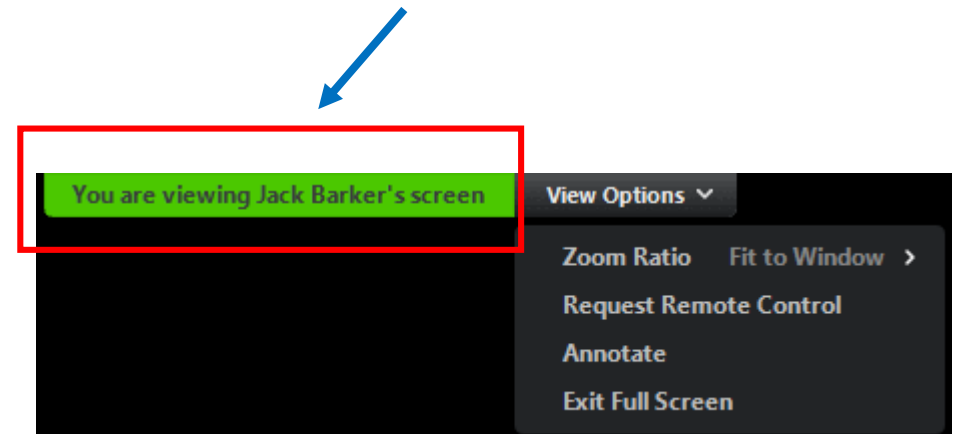 You are viewing Jack Barker's screen View Options
Zoom Ratio Fit to Window
Request Remote Control
Annotate
Exit Full Screen